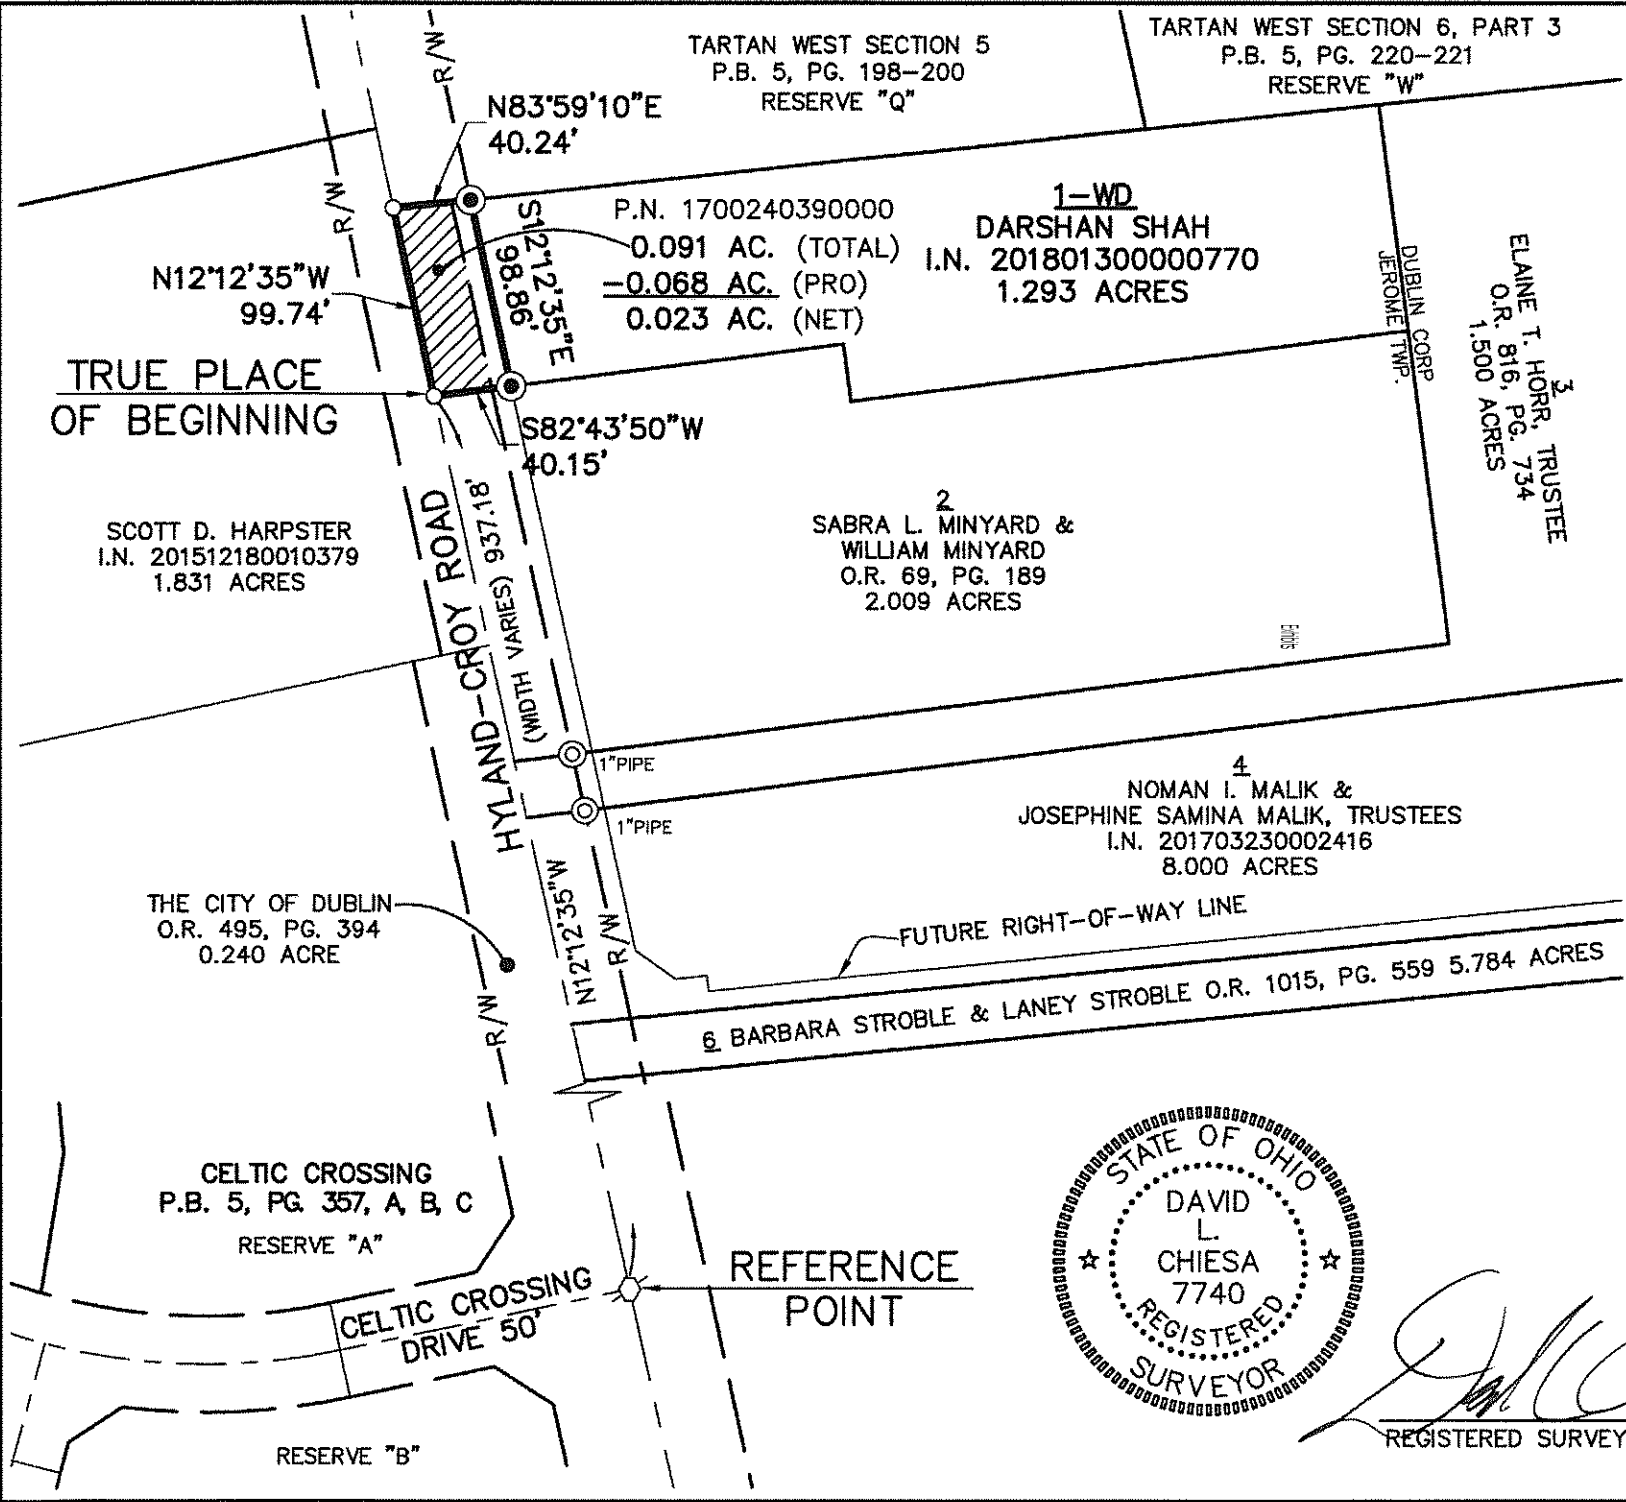 TARTAN WEST SECTION 5
P.B. 5, PG. 198-200
RESERVE "Q"
TARTAN WEST SECTION 6, PART 3
P.B. 5, PG. 220-221
RESERVE "W"
R/W
N83°59'10"E
40.24'
R/W
P.N. 1700240390000
0.091 AC. (TOTAL)
-0.068 AC. (PRO)
0.023 AC. (NET)
1-WD
DARSHAN SHAH
I.N. 201801300000770
1.293 ACRES
S12°12'35"E
98.86'
N12°12'35"W
99.74'
DUBLIN CORP
JEROME TWP.
3
ELAINE T. HORR, TRUSTEE
O.R. 816, PG. 734
1.500 ACRES
TRUE PLACE
OF BEGINNING
S82°43'50"W
40.15'
SCOTT D. HARPSTER
I.N. 201512180010379
1.831 ACRES
HYLAND-CROY ROAD
(WIDTH VARIES) 937.18'
2
SABRA L. MINYARD &
WILLIAM MINYARD
O.R. 69, PG. 189
2.009 ACRES
Exhibits
1"PIPE
1"PIPE
4
NOMAN I. MALIK &
JOSEPHINE SAMINA MALIK, TRUSTEES
I.N. 201703230002416
8.000 ACRES
THE CITY OF DUBLIN
O.R. 495, PG. 394
0.240 ACRE
N12°12'35"W
R/W
R/W
FUTURE RIGHT-OF-WAY LINE
6 BARBARA STROBLE & LANEY STROBLE O.R. 1015, PG. 559 5.784 ACRES
CELTIC CROSSING
P.B. 5, PG. 357, A, B, C
RESERVE "A"
CELTIC CROSSING
DRIVE 50'
REFERENCE
POINT
RESERVE "B"
STATE OF OHIO
DAVID
L.
CHIESA
7740
REGISTERED
SURVEYOR
REGISTERED SURVEY